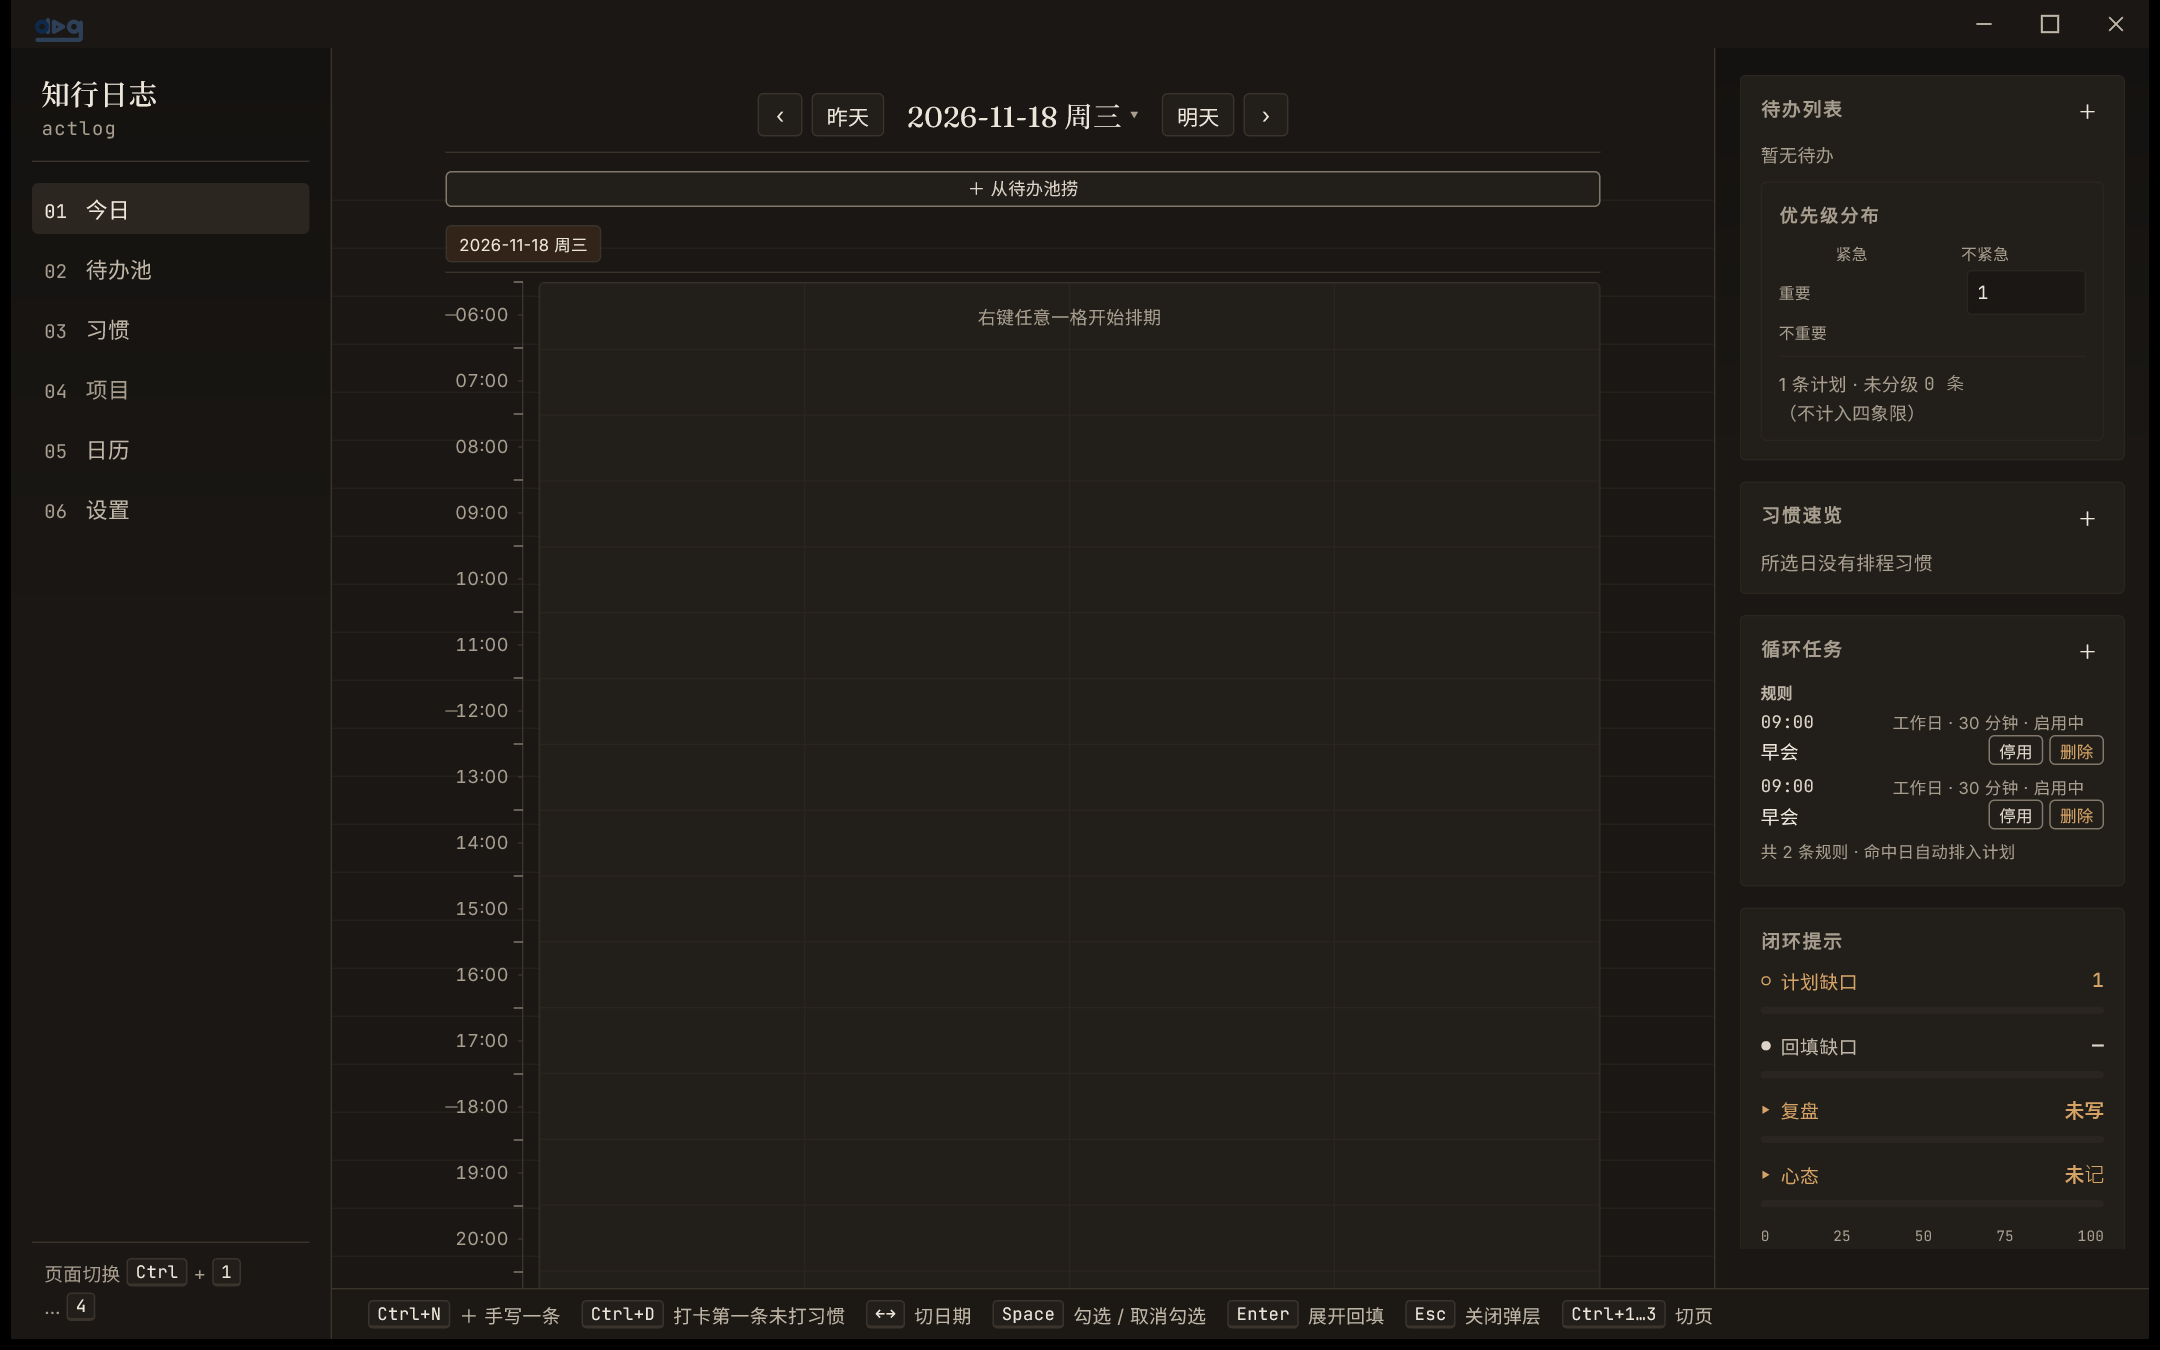 知行日志
actlog
01 今日
02 待办池
03 习惯
04 项目
05 日历
06 设置
页面切换 Ctrl + 1
… 4
‹ 昨天 2026-11-18 周三 ▾ 明天 ›
+ 从待办池捞
2026-11-18 周三
右键任意一格开始排期
06:00
07:00
08:00
09:00
10:00
11:00
12:00
13:00
14:00
15:00
16:00
17:00
18:00
19:00
20:00
待办列表 +
暂无待办
优先级分布
紧急 不紧急
重要 1
不重要
1 条计划 · 未分级 0 条
（不计入四象限）
习惯速览 +
所选日没有排程习惯
循环任务 +
规则
09:00 工作日 · 30 分钟 · 启用中
早会 停用 删除
09:00 工作日 · 30 分钟 · 启用中
早会 停用 删除
共 2 条规则 · 命中日自动排入计划
闭环提示
计划缺口 1
回填缺口 —
复盘 未写
心态 未记
0 25 50 75 100
Ctrl+N + 手写一条 Ctrl+D 打卡第一条未打习惯 ↔ 切日期 Space 勾选 / 取消勾选 Enter 展开回填 Esc 关闭弹层 Ctrl+1…3 切页